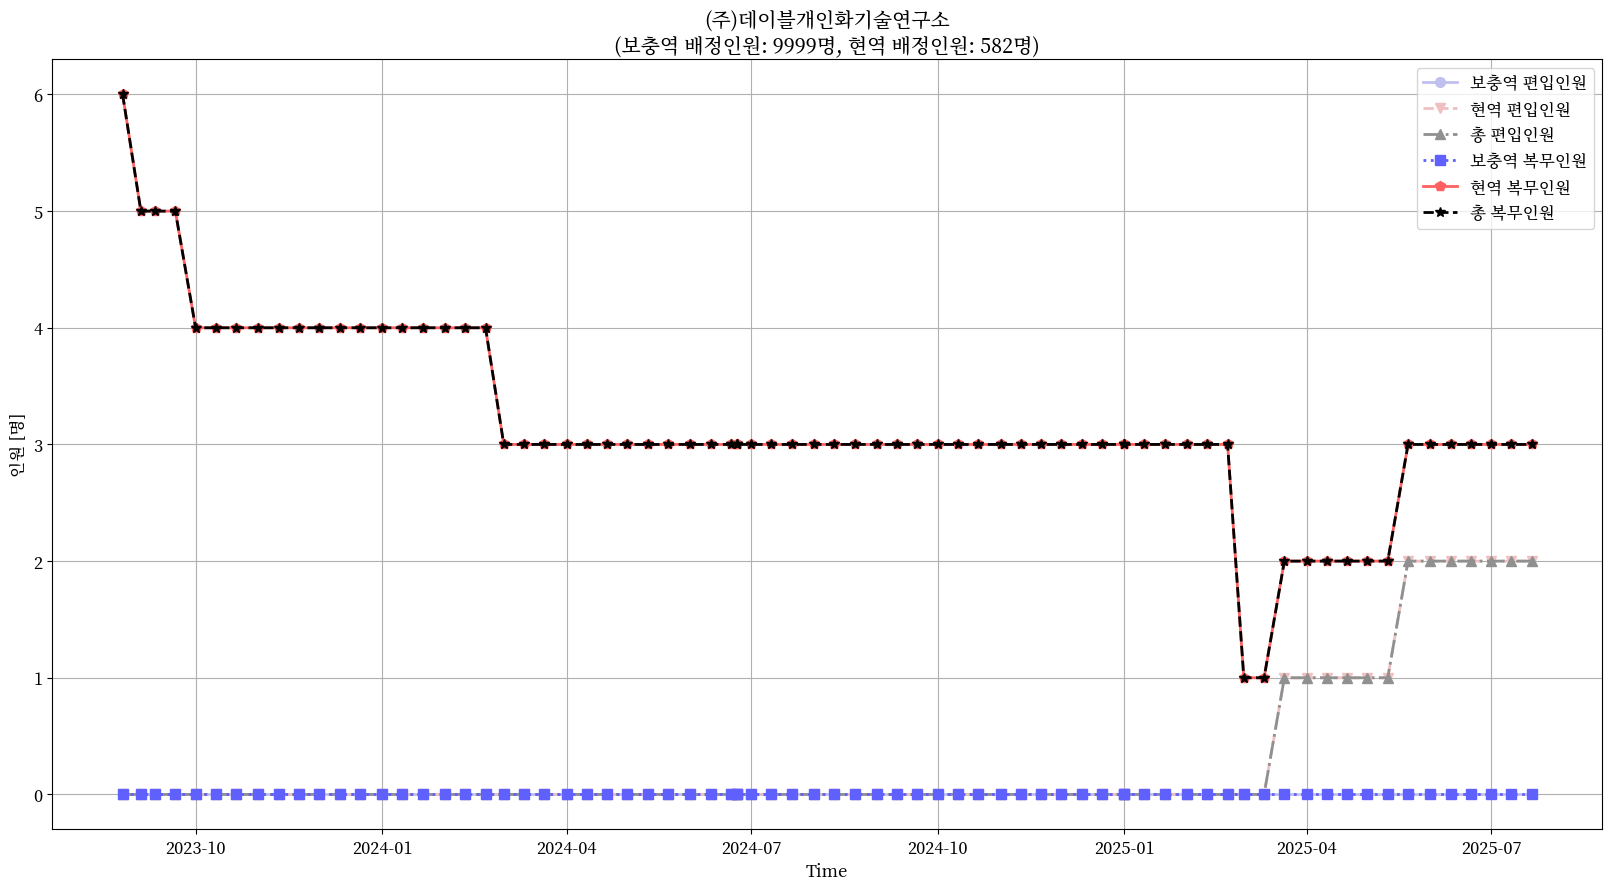 (주)데이블개인화기술연구소
(보충역 배정인원: 9999명, 현역 배정인원: 582명)
보충역 편입인원
현역 편입인원
총 편입인원
보충역 복무인원
현역 복무인원
총 복무인원
인원 [명]
6
5
4
3
2
1
0
2023-10
2024-01
2024-04
2024-07
2024-10
2025-01
2025-04
2025-07
Time